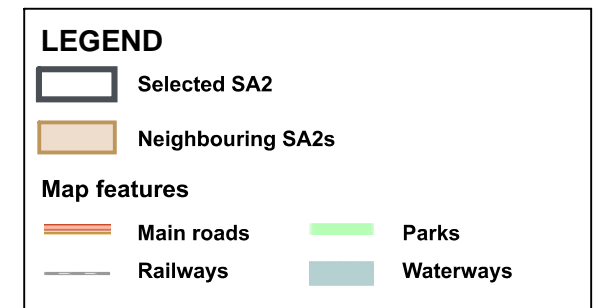 LEGEND
Selected SA2
Neighbouring SA2s
Map features
Main roads
Parks
Railways
Waterways